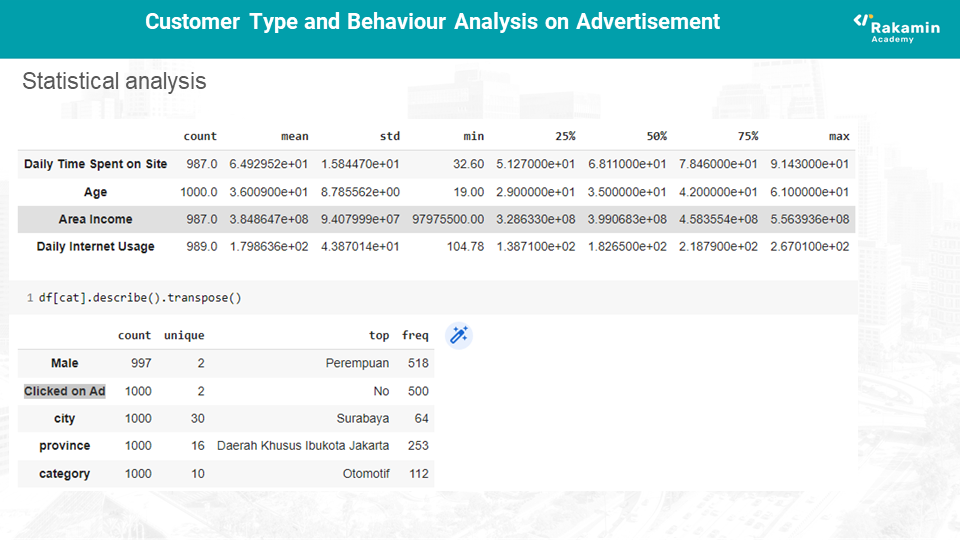 Customer Type and Behaviour Analysis on Advertisement
Rakamin
Academy
Statistical analysis
count mean std min 25% 50% 75% max
Daily Time Spent on Site 987.0 6.492952e+01 1.584470e+01 32.60 5.127000e+01 6.811000e+01 7.846000e+01 9.143000e+01
Age 1000.0 3.600900e+01 8.785562e+00 19.00 2.900000e+01 3.500000e+01 4.200000e+01 6.100000e+01
Area Income 987.0 3.848647e+08 9.407999e+07 97975500.00 3.286330e+08 3.990683e+08 4.583554e+08 5.563936e+08
Daily Internet Usage 989.0 1.798636e+02 4.387014e+01 104.78 1.387100e+02 1.826500e+02 2.187900e+02 2.670100e+02
1 df[cat].describe().transpose()
count unique top freq
Male 997 2 Perempuan 518
Clicked on Ad 1000 2 No 500
city 1000 30 Surabaya 64
province 1000 16 Daerah Khusus Ibukota Jakarta 253
category 1000 10 Otomotif 112